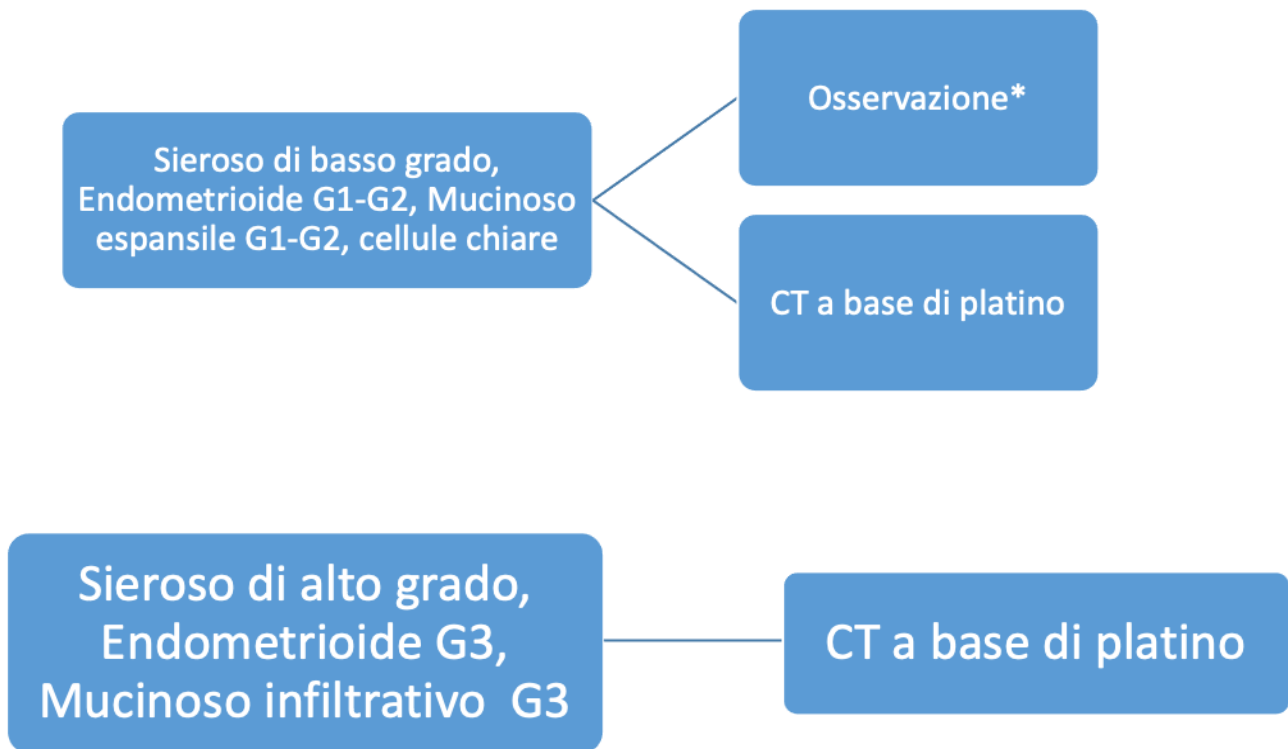 Osservazione*
Sieroso di basso grado,
Endometrioide G1-G2, Mucinoso
espansile G1-G2, cellule chiare
CT a base di platino
Sieroso di alto grado,
Endometrioide G3,
Mucinoso infiltrativo G3
CT a base di platino